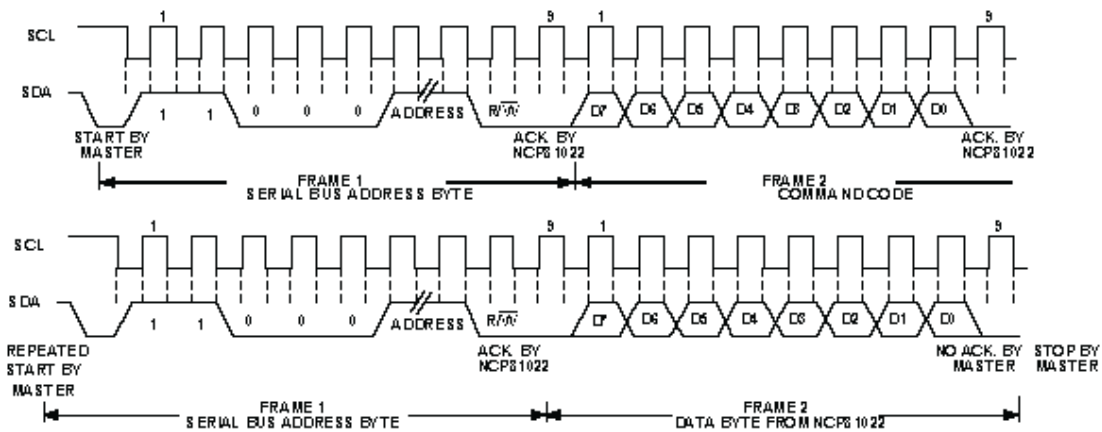 1 9 1 9
SCL
SDA
1 1 0 0 0 ADDRESS R/W D7 D6 D5 D4 D3 D2 D1 D0
START BY MASTER
ACK. BY NCP81022
ACK. BY NCP81022
FRAME 1
SERIAL BUS ADDRESS BYTE
FRAME 2
COMMAND CODE
1 9 1 9
SCL
SDA
1 1 0 0 0 ADDRESS R/W D7 D6 D5 D4 D3 D2 D1 D0
REPEATED START BY MASTER
ACK. BY NCP81022
NO ACK. BY MASTER
STOP BY MASTER
FRAME 1
SERIAL BUS ADDRESS BYTE
FRAME 2
DATA BYTE FROM NCP81022